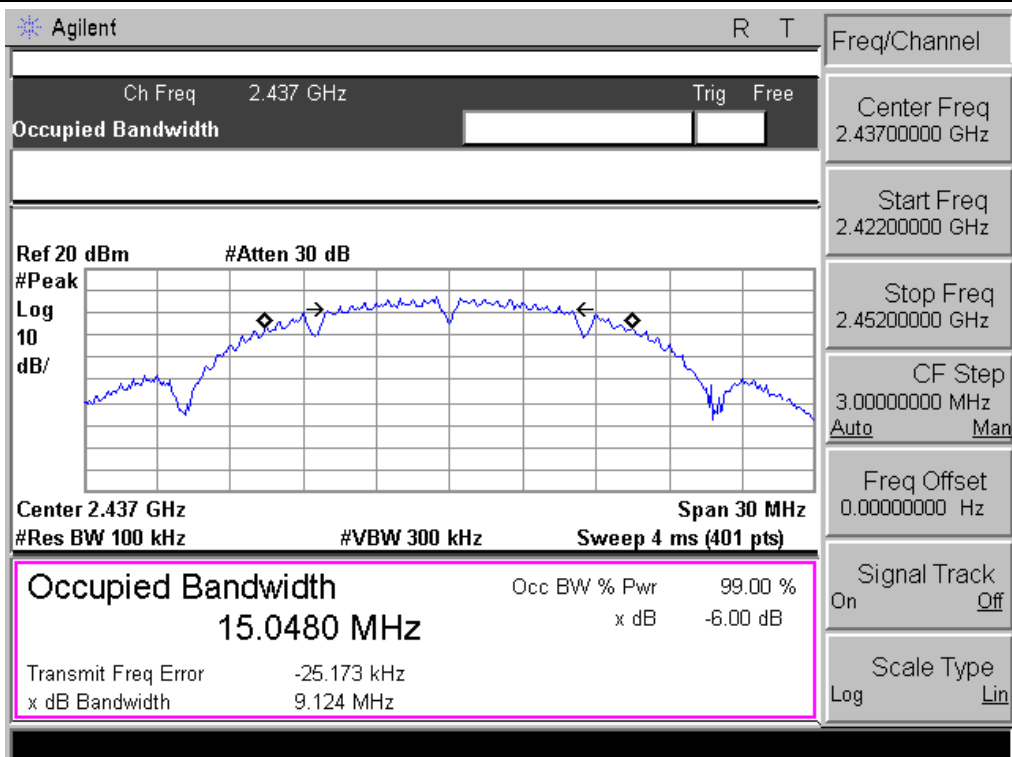 Agilent R T
Freq/Channel
Ch Freq 2.437 GHz Trig Free
Occupied Bandwidth
Center Freq
2.43700000 GHz
Start Freq
2.42200000 GHz
Stop Freq
2.45200000 GHz
CF Step
3.00000000 MHz
Auto Man
Freq Offset
0.00000000 Hz
Signal Track
On Off
Scale Type
Log Lin
Ref 20 dBm #Atten 30 dB
#Peak
Log
10
dB/
Center 2.437 GHz Span 30 MHz
#Res BW 100 kHz #VBW 300 kHz Sweep 4 ms (401 pts)
Occupied Bandwidth Occ BW % Pwr 99.00 %
15.0480 MHz x dB -6.00 dB
Transmit Freq Error -25.173 kHz
x dB Bandwidth 9.124 MHz